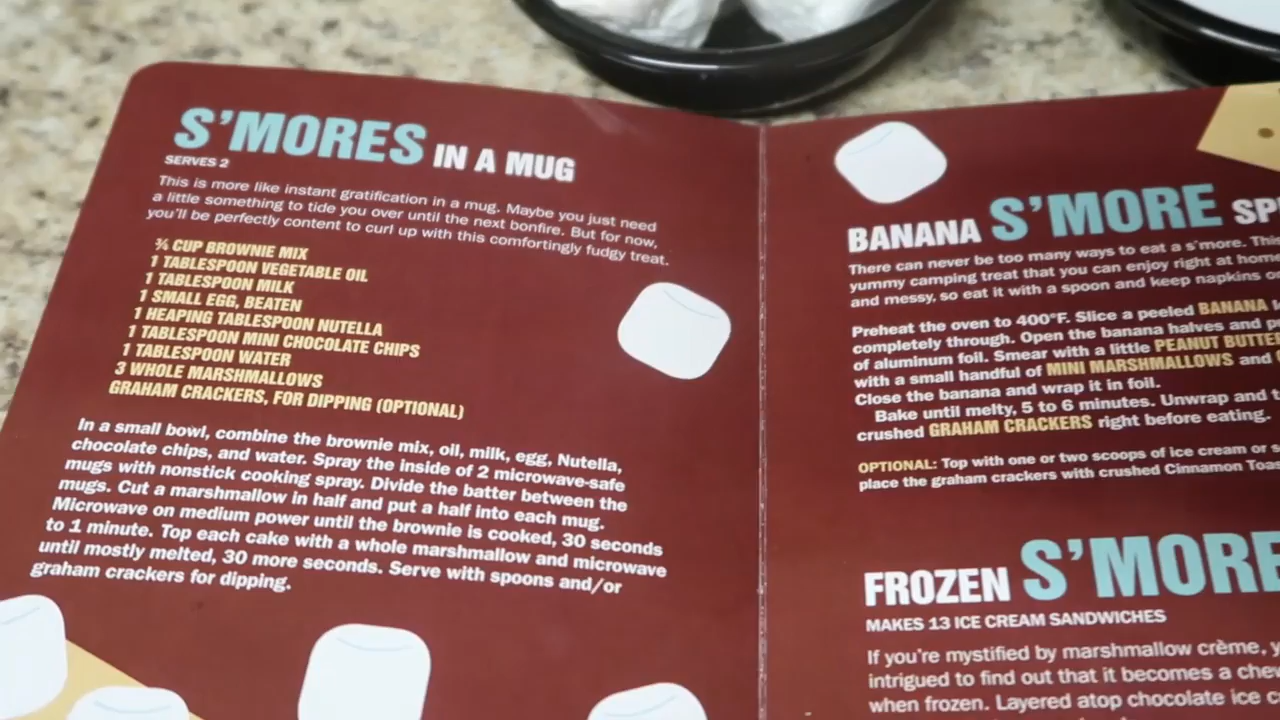 S'MORES IN A MUG
SERVES 2
This is more like instant gratification in a mug. Maybe you just need
a little something to tide you over until the next bonfire. But for now,
you'll be perfectly content to curl up with this comfortingly fudgy treat.
¾ CUP BROWNIE MIX
1 TABLESPOON VEGETABLE OIL
1 TABLESPOON MILK
1 SMALL EGG, BEATEN
1 HEAPING TABLESPOON NUTELLA
1 TABLESPOON MINI CHOCOLATE CHIPS
1 TABLESPOON WATER
3 WHOLE MARSHMALLOWS
GRAHAM CRACKERS, FOR DIPPING (OPTIONAL)
In a small bowl, combine the brownie mix, oil, milk, egg, Nutella,
chocolate chips, and water. Spray the inside of 2 microwave-safe
mugs with nonstick cooking spray. Divide the batter between the
mugs. Cut a marshmallow in half and put a half into each mug.
Microwave on medium power until the brownie is cooked, 30 seconds
to 1 minute. Top each cake with a whole marshmallow and microwave
until mostly melted, 30 more seconds. Serve with spoons and/or
graham crackers for dipping.
BANANA S'MORE
There can never be too many ways to eat a s'more.
yummy camping treat that you can enjoy right at
and messy, so eat it with a spoon and keep napkins
Preheat the oven to 400°F. Slice a peeled BANANA
completely through. Open the banana halves and
of aluminum foil. Smear with a little PEANUT
with a small handful of MINI MARSHMALLOWS and
Close the banana and wrap it in foil.
Bake until melty, 5 to 6 minutes. Unwrap and
crushed GRAHAM CRACKERS right before eating.
OPTIONAL: Top with one or two scoops of ice cream or
place the graham crackers with crushed Cinnamon
FROZEN S'MORE
MAKES 13 ICE CREAM SANDWICHES
If you're mystified by marshmallow crème,
intrigued to find out that it becomes a
when frozen. Layered atop chocolate ice